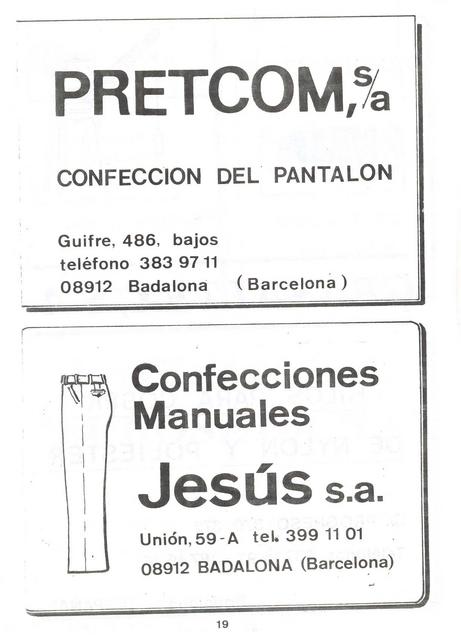 PRETCOM, s/a
CONFECCION DEL PANTALON
Guifre, 486, bajos
teléfono 383 97 11
08912 Badalona (Barcelona)
Confecciones
Manuales
Jesús s.a.
Unión, 59-A tel. 399 11 01
08912 BADALONA (Barcelona)
19